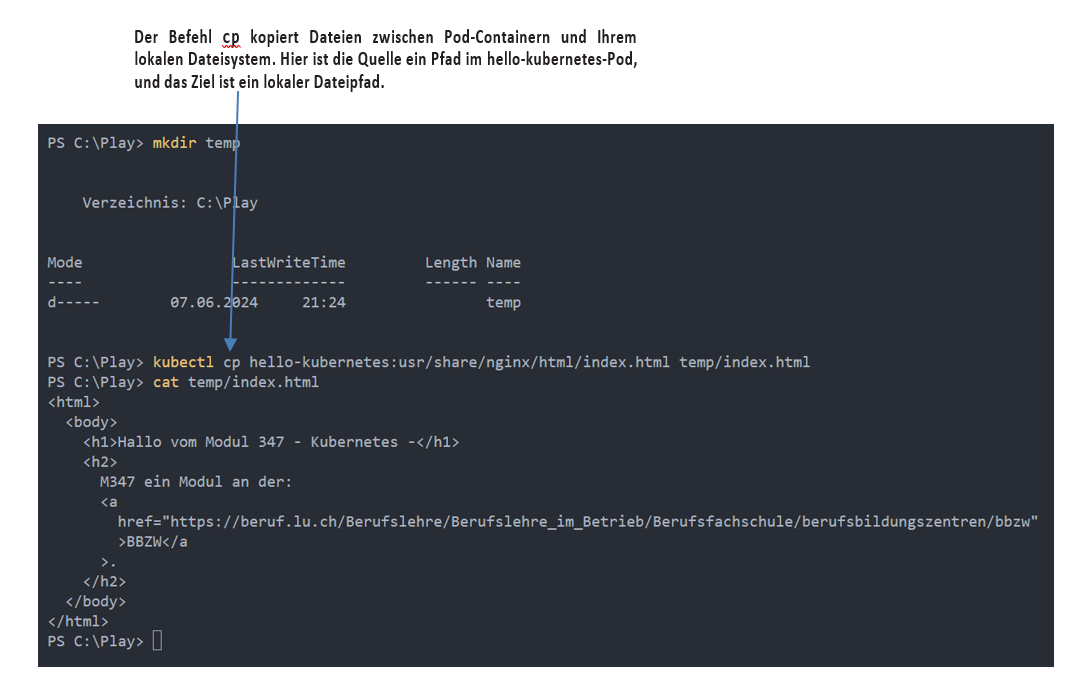 Der Befehl cp kopiert Dateien zwischen Pod-Containern und Ihrem
lokalen Dateisystem. Hier ist die Quelle ein Pfad im hello-kubernetes-Pod,
und das Ziel ist ein lokaler Dateipfad.
PS C:\Play> mkdir temp
Verzeichnis: C:\Play
Mode LastWriteTime Length Name
---- ------------- ------ ----
d----- 07.06.2024 21:24 temp
PS C:\Play> kubectl cp hello-kubernetes:usr/share/nginx/html/index.html temp/index.html
PS C:\Play> cat temp/index.html
<html>
  <body>
    <h1>Hallo vom Modul 347 - Kubernetes -</h1>
    <h2>
      M347 ein Modul an der:
      <a
        href="https://beruf.lu.ch/Berufslehre/Berufslehre_im_Betrieb/Berufsfachschule/berufsbildungszentren/bbzw"
        >BBZW</a
      >.
    </h2>
  </body>
</html>
PS C:\Play>